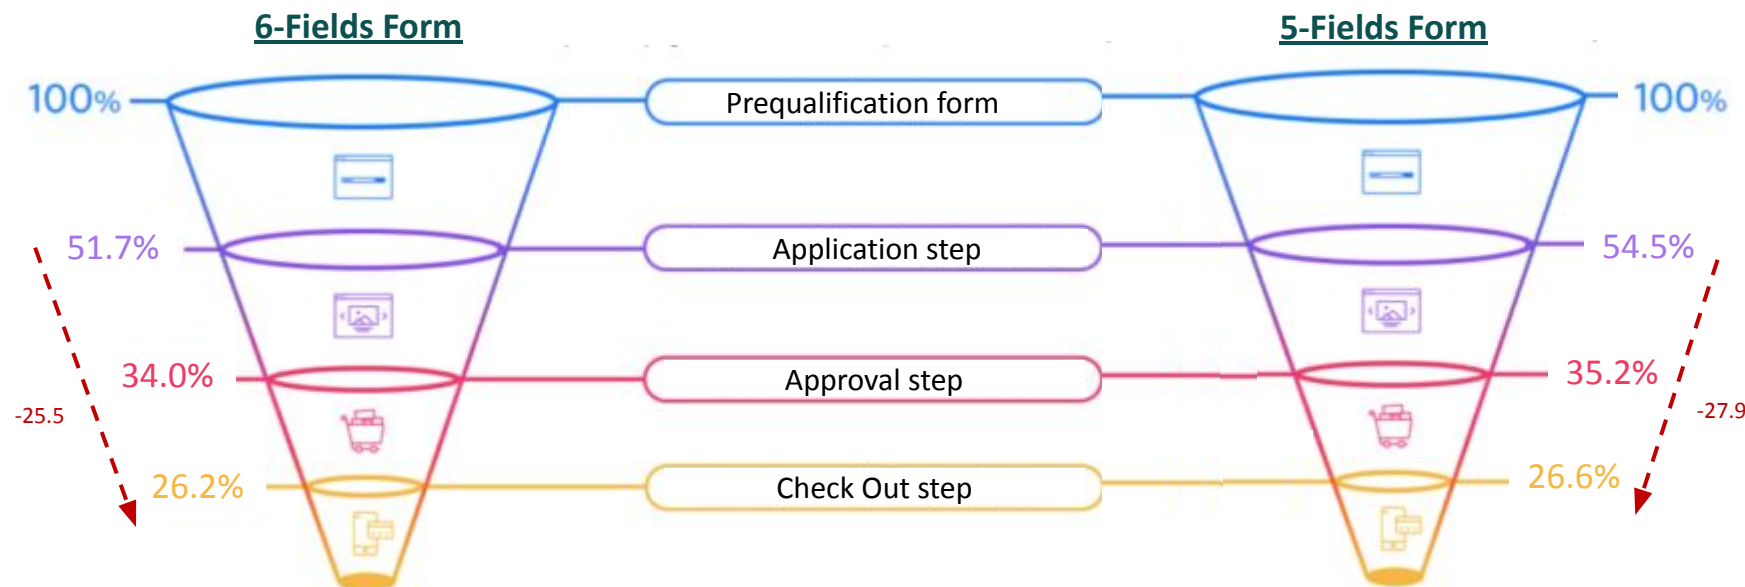 6-Fields Form
5-Fields Form
100%
Prequalification form
100%
51.7%
Application step
54.5%
34.0%
Approval step
35.2%
-25.5
-27.9
26.2%
Check Out step
26.6%